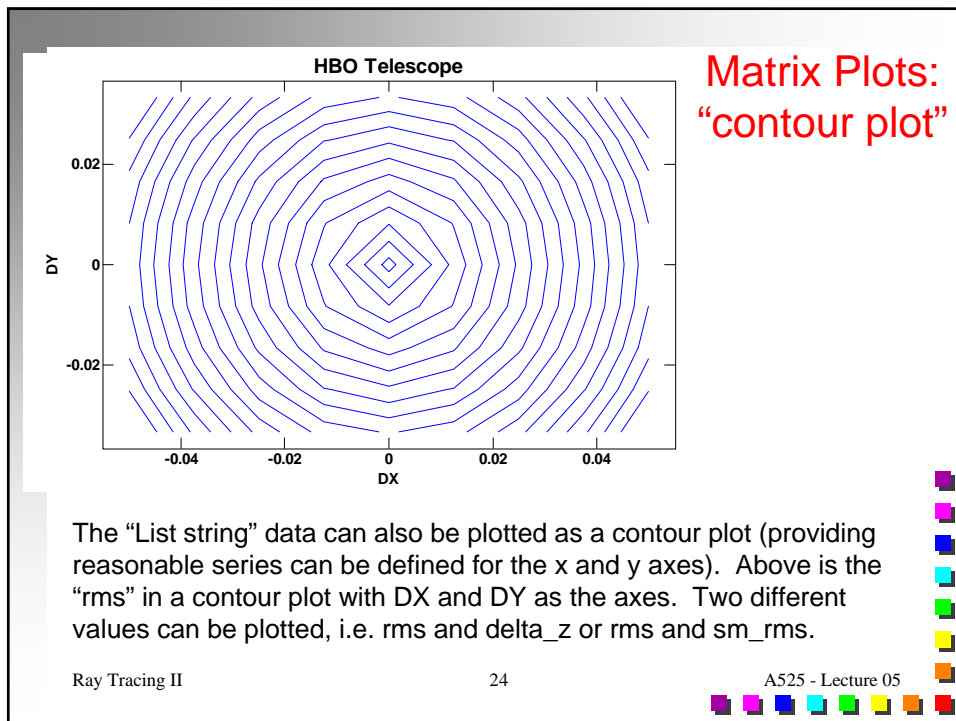 HBO Telescope
Matrix Plots:
“contour plot”
0.02
0
-0.02
DY
-0.04 -0.02 0 0.02 0.04
DX
The “List string” data can also be plotted as a contour plot (providing
reasonable series can be defined for the x and y axes).  Above is the
“rms” in a contour plot with DX and DY as the axes.  Two different
values can be plotted, i.e. rms and delta_z or rms and sm_rms.
Ray Tracing II 24 A525 - Lecture 05